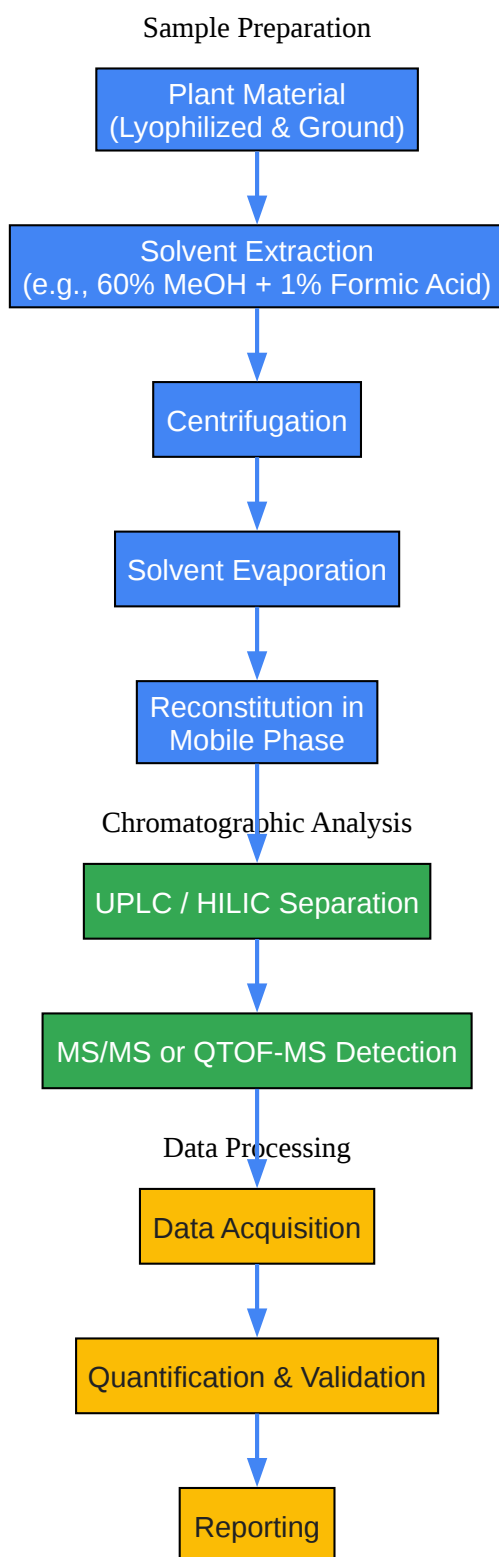 Sample Preparation
Plant Material
(Lyophilized & Ground)
Solvent Extraction
(e.g., 60% MeOH + 1% Formic Acid)
Centrifugation
Solvent Evaporation
Reconstitution in
Mobile Phase
Chromatographic Analysis
UPLC / HILIC Separation
MS/MS or QTOF-MS Detection
Data Processing
Data Acquisition
Quantification & Validation
Reporting